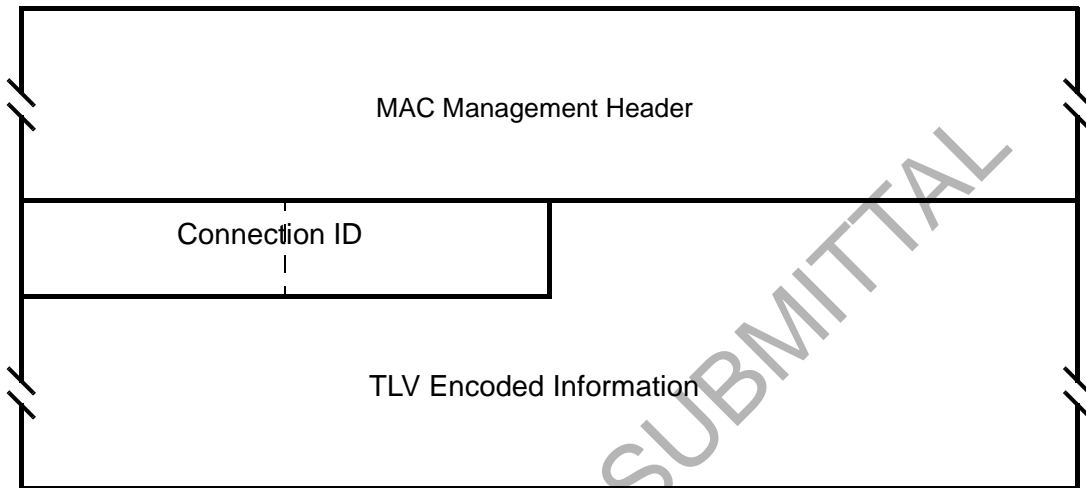 MAC Management Header
Connection ID
TLV Encoded Information
SUBMITTAL